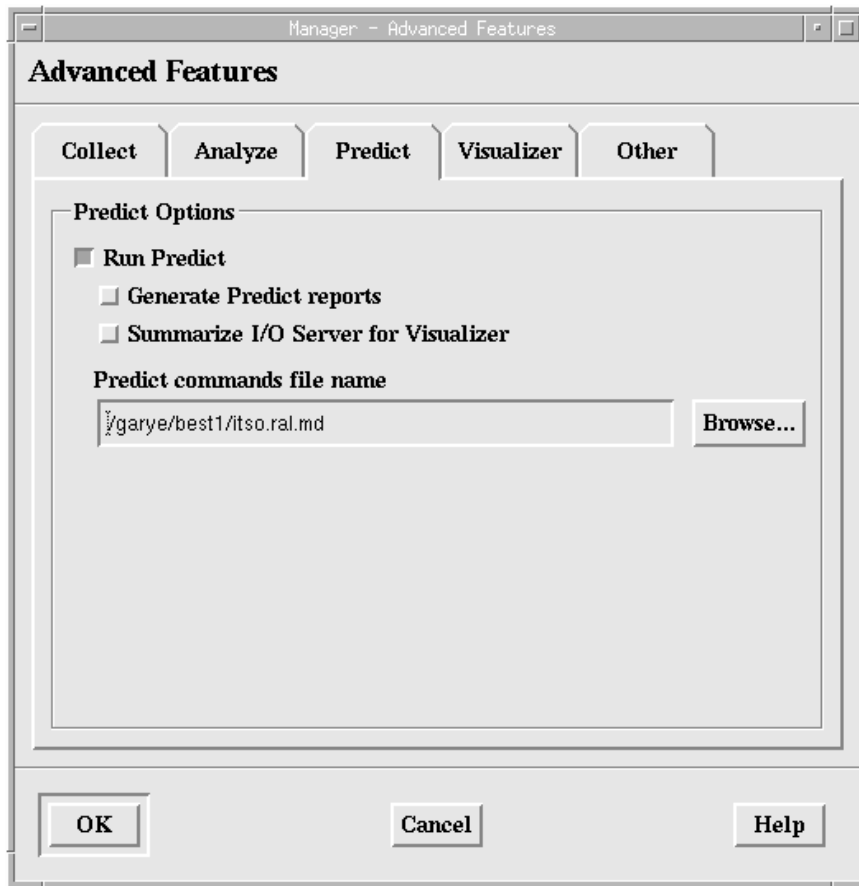 Manager - Advanced Features
Advanced Features
Collect Analyze Predict Visualizer Other
Predict Options
Run Predict
Generate Predict reports
Summarize I/O Server for Visualizer
Predict commands file name
/garye/best1/itso.ral.md Browse...
OK Cancel Help